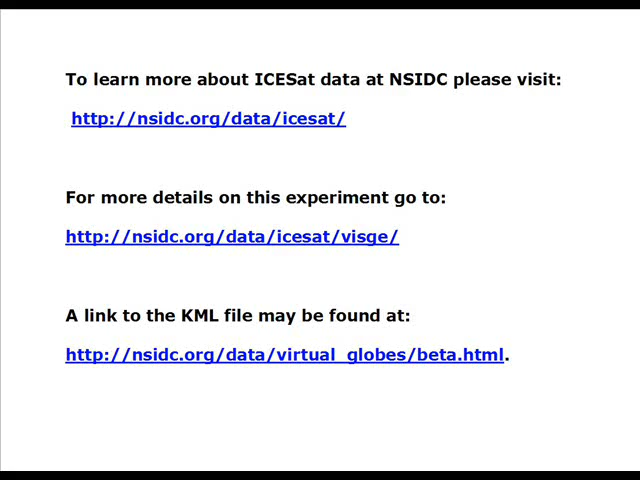 To learn more about ICESat data at NSIDC please visit:
http://nsidc.org/data/icesat/
For more details on this experiment go to:
http://nsidc.org/data/icesat/visge/
A link to the KML file may be found at:
http://nsidc.org/data/virtual_globes/beta.html.